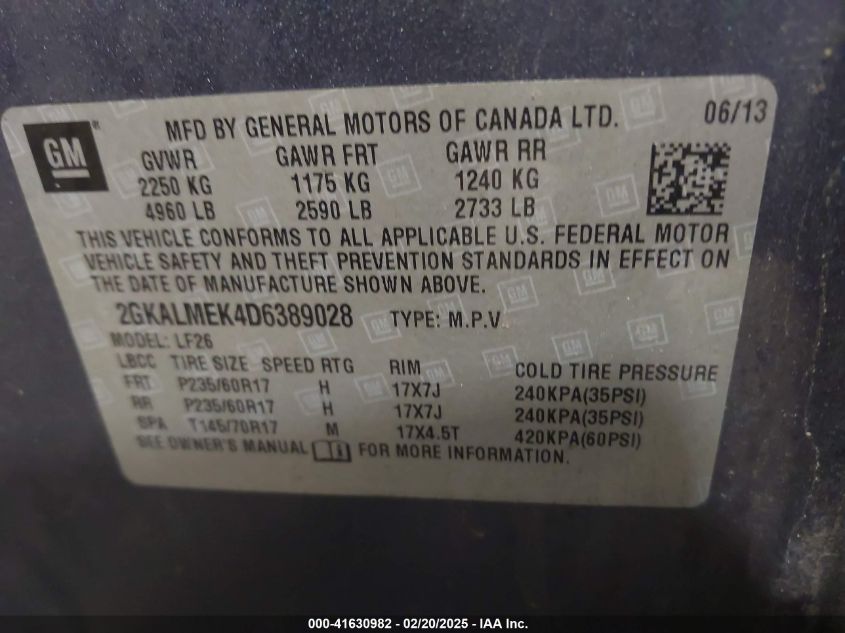 GM
MFD BY GENERAL MOTORS OF CANADA LTD. 06/13
GVWR GAWR FRT GAWR RR
2250 KG 1175 KG 1240 KG
4960 LB 2590 LB 2733 LB
THIS VEHICLE CONFORMS TO ALL APPLICABLE U.S. FEDERAL MOTOR
VEHICLE SAFETY AND THEFT PREVENTION STANDARDS IN EFFECT ON
THE DATE OF MANUFACTURE SHOWN ABOVE.
2GKALMEK4D6389028 TYPE: M.P.V.
MODEL: LF26
LBCC TIRE SIZE SPEED RTG RIM COLD TIRE PRESSURE
FRT P235/60R17 H 17X7J 240KPA(35PSI)
RR P235/60R17 H 17X7J 240KPA(35PSI)
SPA T145/70R17 M 17X4.5T 420KPA(60PSI)
SEE OWNER'S MANUAL FOR MORE INFORMATION.
000-41630982 - 02/20/2025 - IAA Inc.